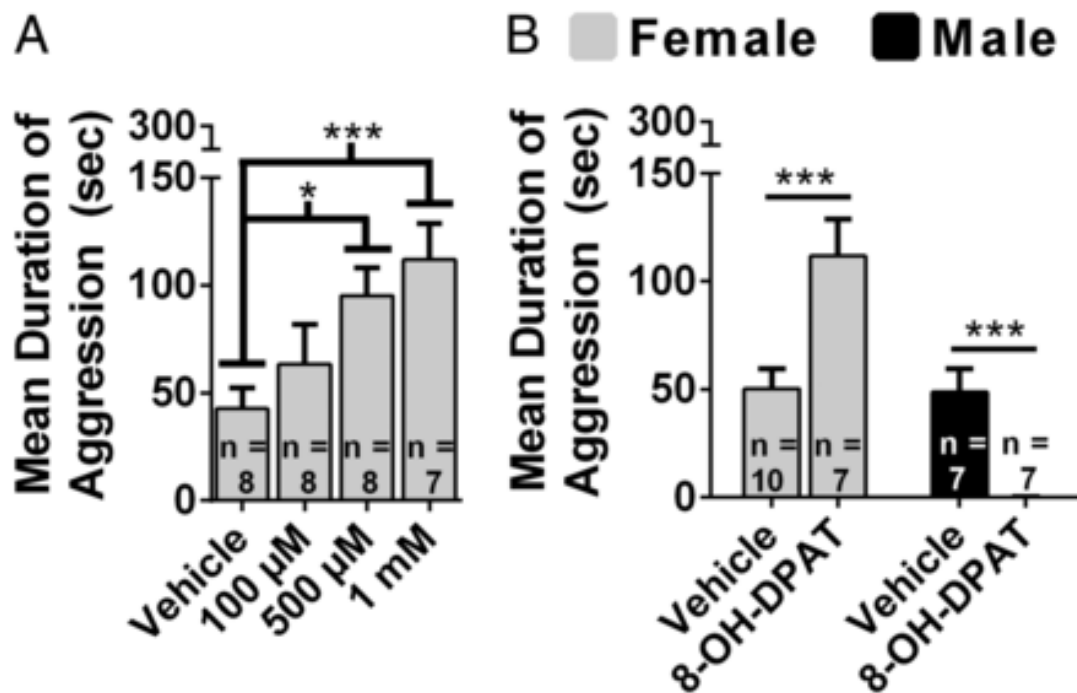 A
Mean Duration of
Aggression (sec)
300
150
100
50
0
***
*
n =
8
n =
8
n =
8
n =
7
Vehicle
100 µM
500 µM
1 mM
B
Female
Male
Mean Duration of
Aggression (sec)
300
150
100
50
0
***
***
n =
10
n =
7
n =
7
n =
7
Vehicle
8-OH-DPAT
Vehicle
8-OH-DPAT